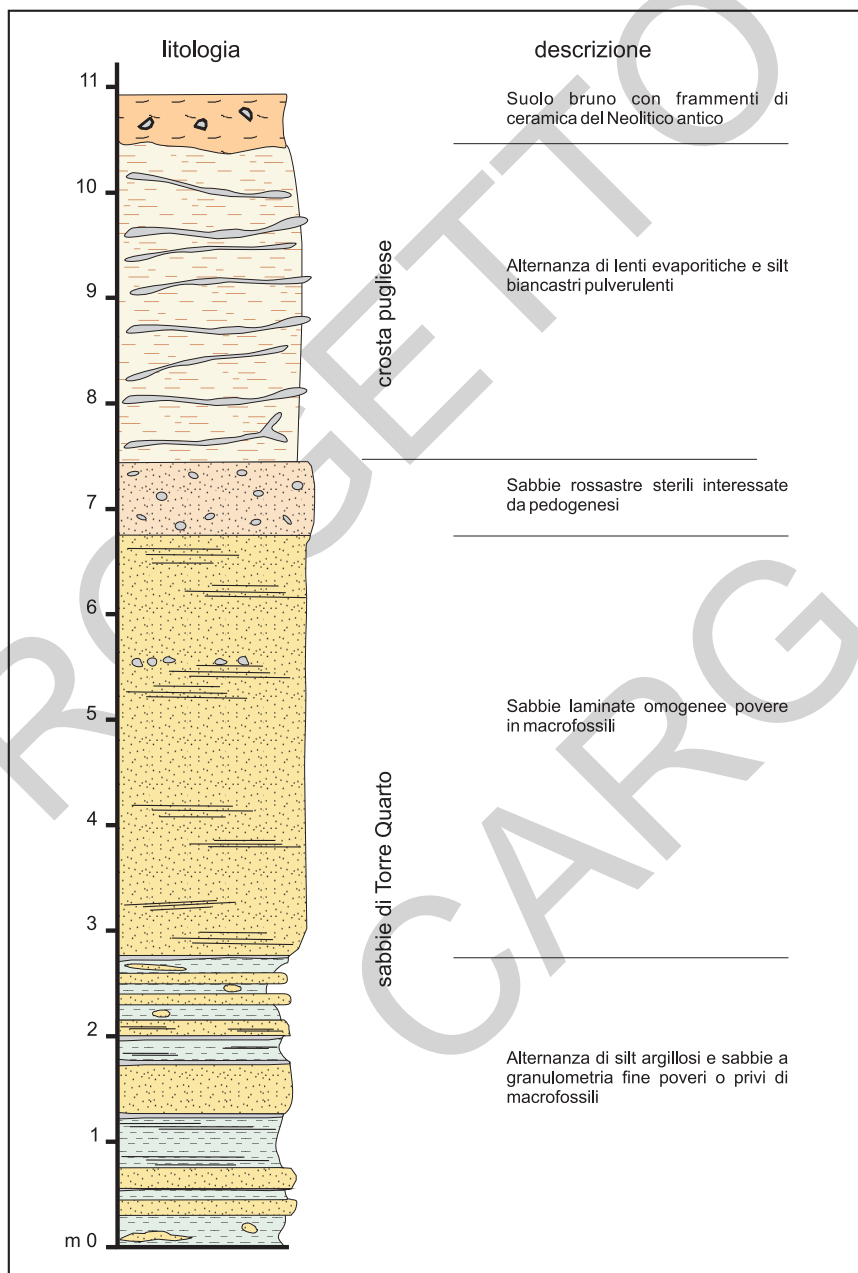 litologia
descrizione
11
10
9
8
7
6
5
4
3
2
1
m 0
Suolo bruno con frammenti di
ceramica del Neolitico antico
crosta pugliese
Alternanza di lenti evaporitiche e silt
biancastri pulverulenti
Sabbie rossastre sterili interessate
da pedogenesi
sabbie di Torre Quarto
Sabbie laminate omogenee povere
in macrofossili
Alternanza di silt argillosi e sabbie a
granulometria fine poveri o privi di
macrofossili
ROGETTO
CARG